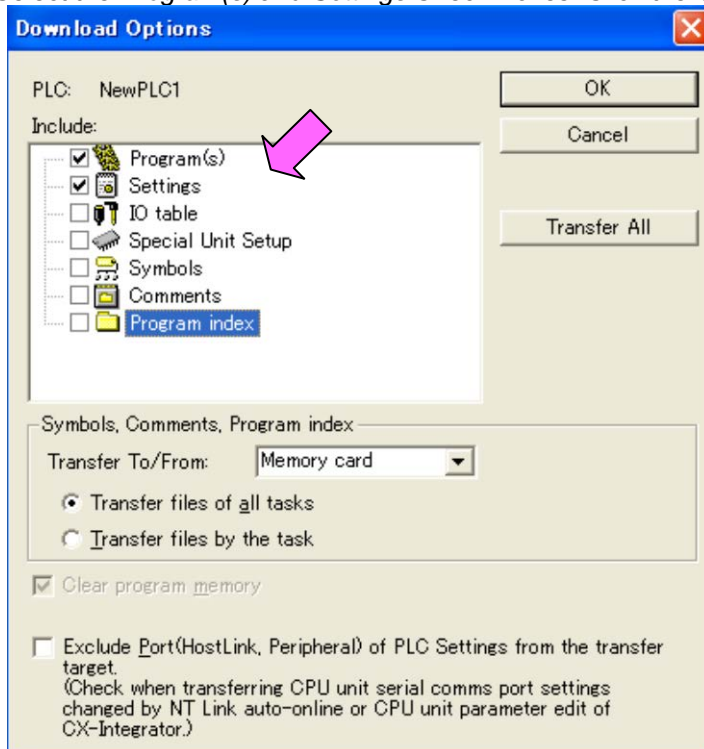 Download Options
PLC: NewPLC1
OK
Include:
Cancel
Program(s)
Settings
IO table
Transfer All
Special Unit Setup
Symbols
Comments
Program index
Symbols, Comments, Program index
Transfer To/From: Memory card
Transfer files of all tasks
Transfer files by the task
Clear program memory
Exclude Port(HostLink, Peripheral) of PLC Settings from the transfer
target.
(Check when transferring CPU unit serial comms port settings
changed by NT Link auto-online or CPU unit parameter edit of
CX-Integrator.)